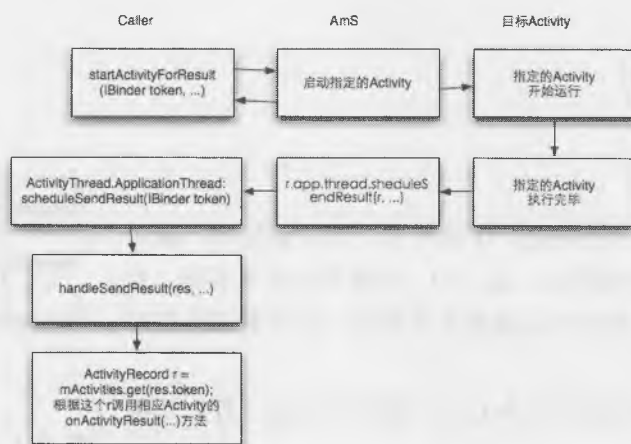 Caller
AmS
目标Activity
startActivityForResult
(IBinder token, ...)
启动指定的Activity
指定的Activity
开始运行
ActivityThread.ApplicationThread:
scheduleSendResult(IBinder token)
r.app.thread.sheduleS
endResult(r, ...)
指定的Activity
执行完毕
handleSendResult(res, ...)
ActivityRecord r =
mActivities.get(res.token);
根据这个r调用相应Activity的
onActivityResult(...)方法